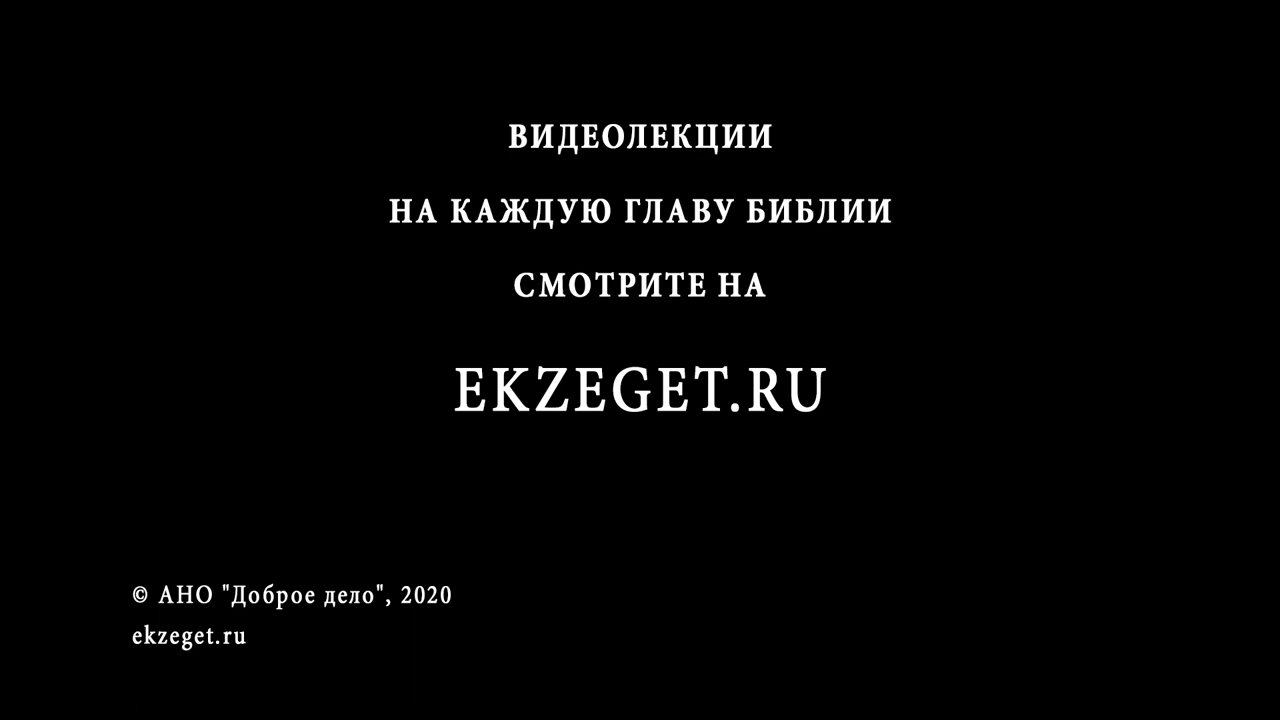 ВИДЕОЛЕКЦИИ
НА КАЖДУЮ ГЛАВУ БИБЛИИ
СМОТРИТЕ НА
EKZEGET.RU
© АНО "Доброе дело", 2020
ekzeget.ru